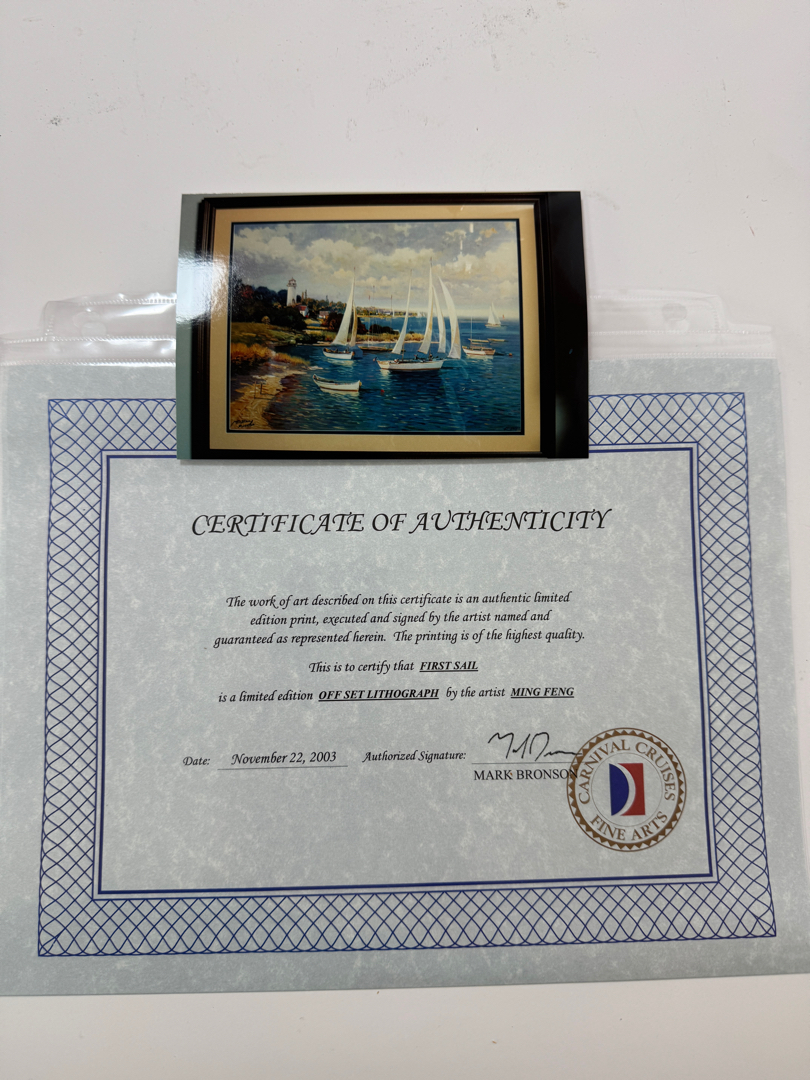 CERTIFICATE OF AUTHENTICITY
The work of art described on this certificate is an authentic limited
edition print, executed and signed by the artist named and
guaranteed as represented herein. The printing is of the highest quality.
This is to certify that FIRST SAIL
is a limited edition OFF SET LITHOGRAPH by the artist MING FENG
Date: November 22, 2003 Authorized Signature:
MARK BRONSON
CARNIVAL CRUISES
FINE ARTS